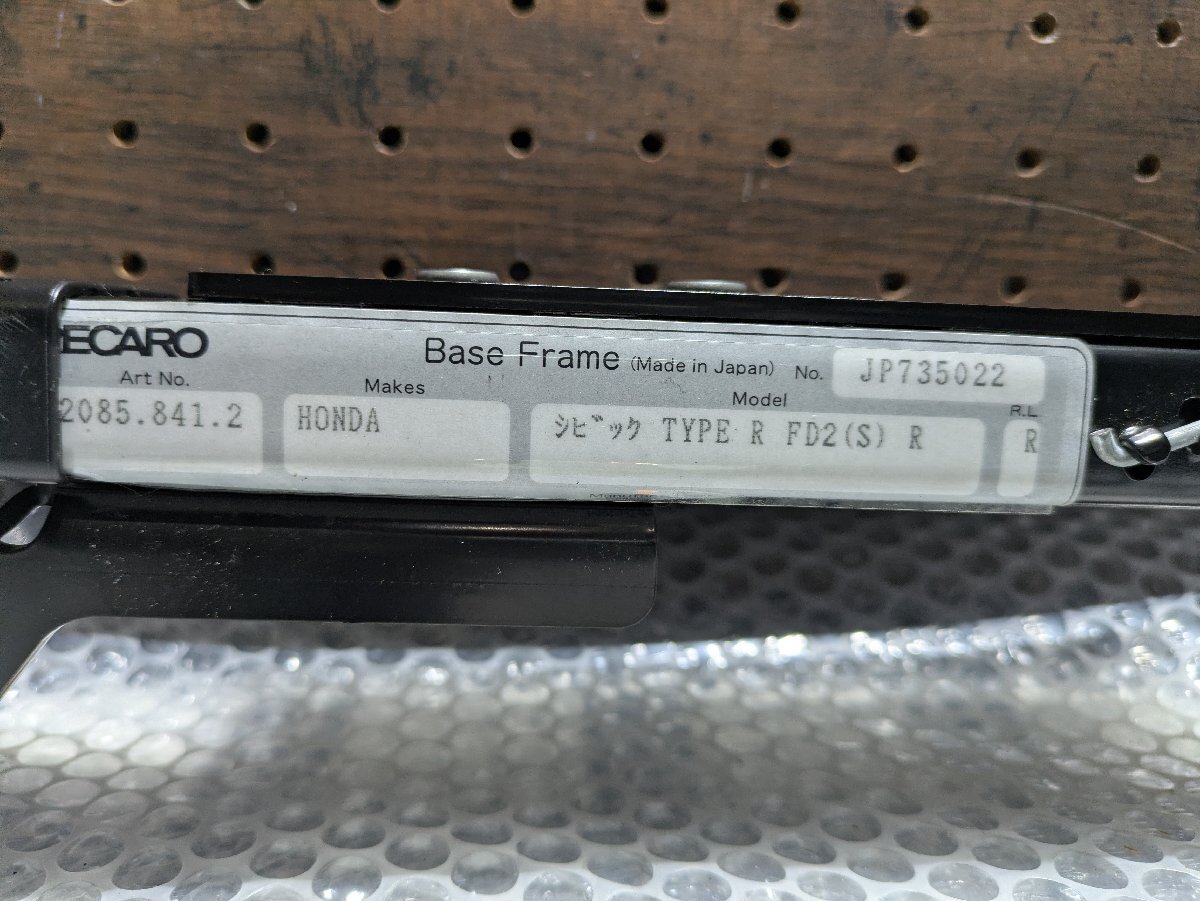 ECARO Base Frame (Made in Japan) No. JP735022
Art No. Makes Model R.L
2085.841.2 HONDA シビック TYPE R FD2(S) R R